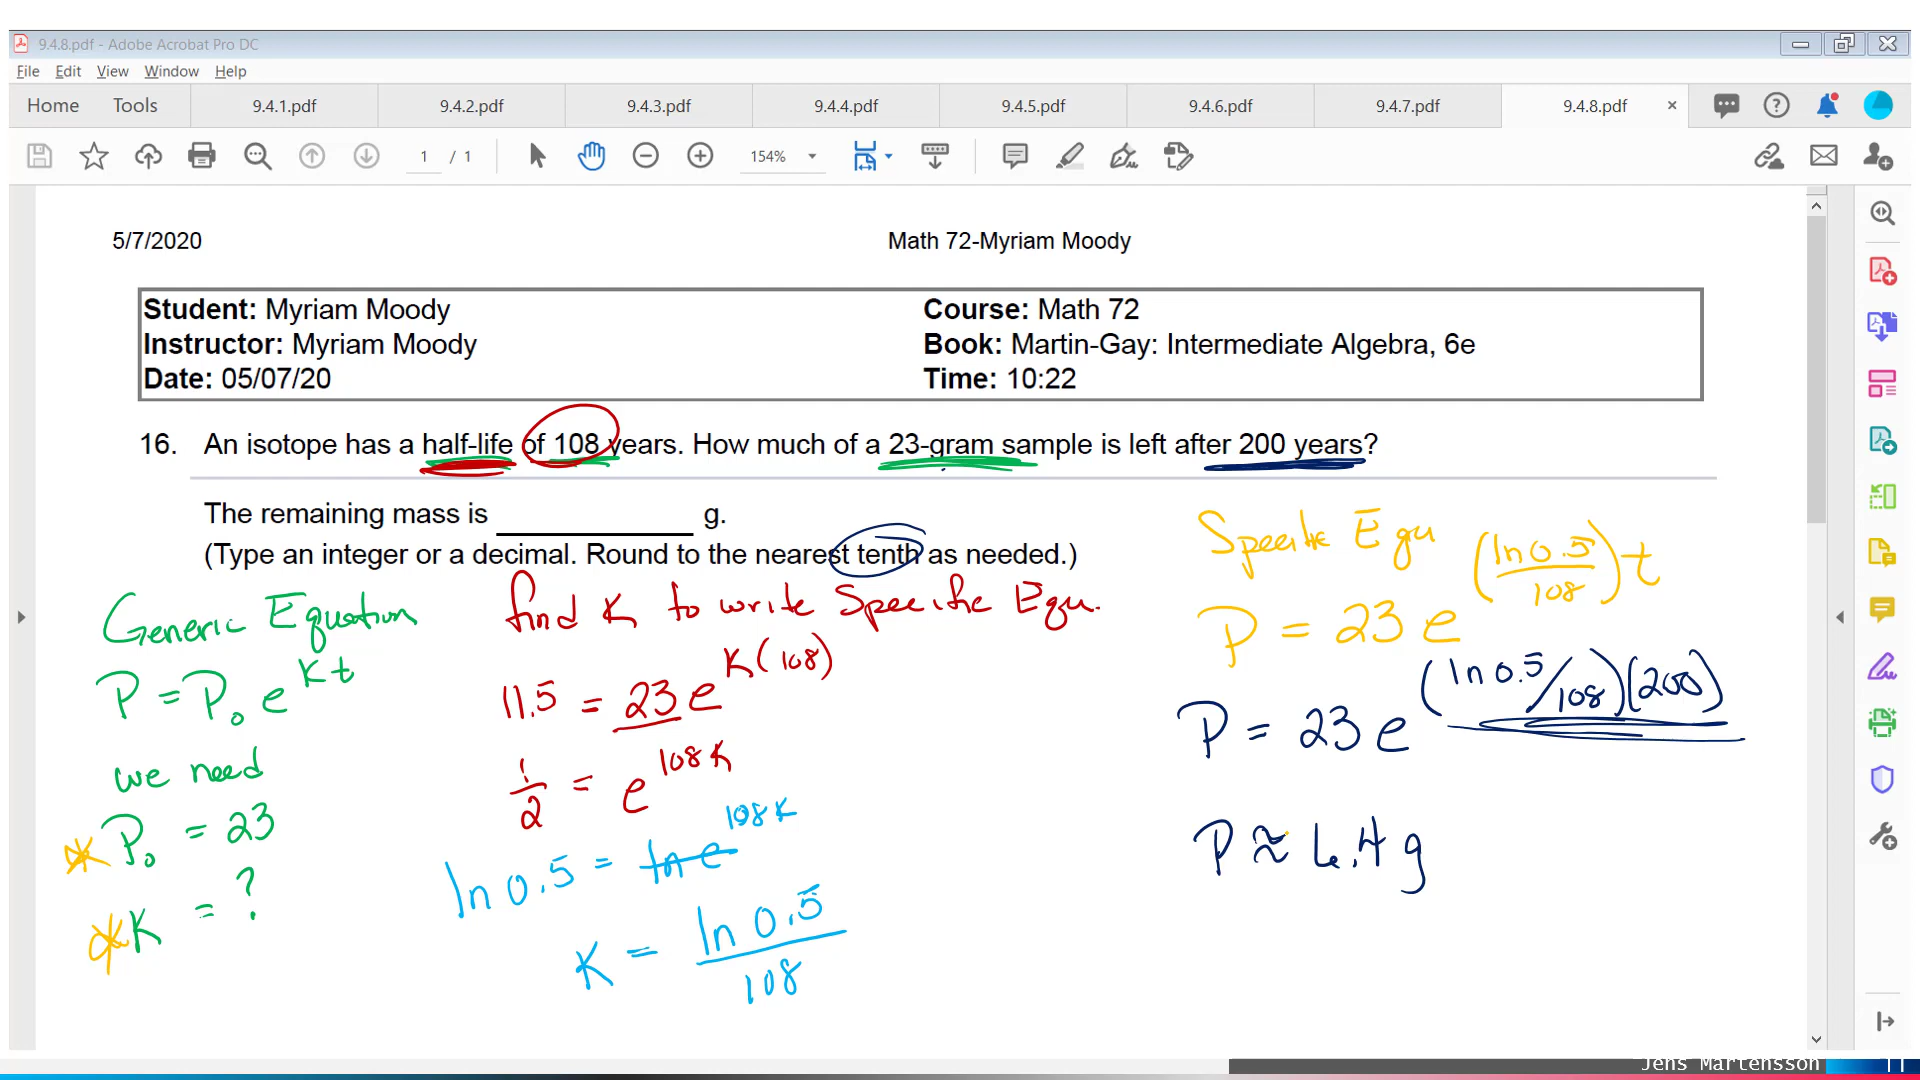 9.4.8.pdf - Adobe Acrobat Pro DC
File Edit View Window Help
Home Tools 9.4.1.pdf 9.4.2.pdf 9.4.3.pdf 9.4.4.pdf 9.4.5.pdf 9.4.6.pdf 9.4.7.pdf 9.4.8.pdf
1 / 1 154%
5/7/2020 Math 72-Myriam Moody
Student: Myriam Moody Course: Math 72
Instructor: Myriam Moody Book: Martin-Gay: Intermediate Algebra, 6e
Date: 05/07/20 Time: 10:22
16. An isotope has a half-life of 108 years. How much of a 23-gram sample is left after 200 years?
The remaining mass is ____________ g.
(Type an integer or a decimal. Round to the nearest tenth as needed.)
Generic Equation
P = P₀ e^(Kt)
we need
* P₀ = 23
* K = ?
find K to write Specific Equ.
11.5 = 23 e^(K(108))
1/2 = e^(108K)
ln 0.5 = ln e^(108K)
K = ln 0.5 / 108
Specific Equ
P = 23 e^((ln 0.5 / 108) t)
P = 23 e^((ln 0.5/108)(200))
P ≈ 6.4 g
Jens Martensson 11